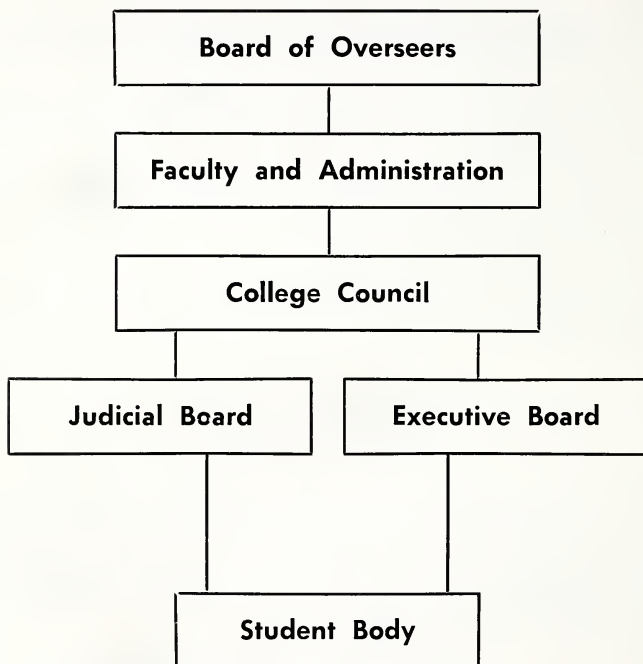 Board of Overseers
Faculty and Administration
College Council
Judicial Board
Executive Board
Student Body